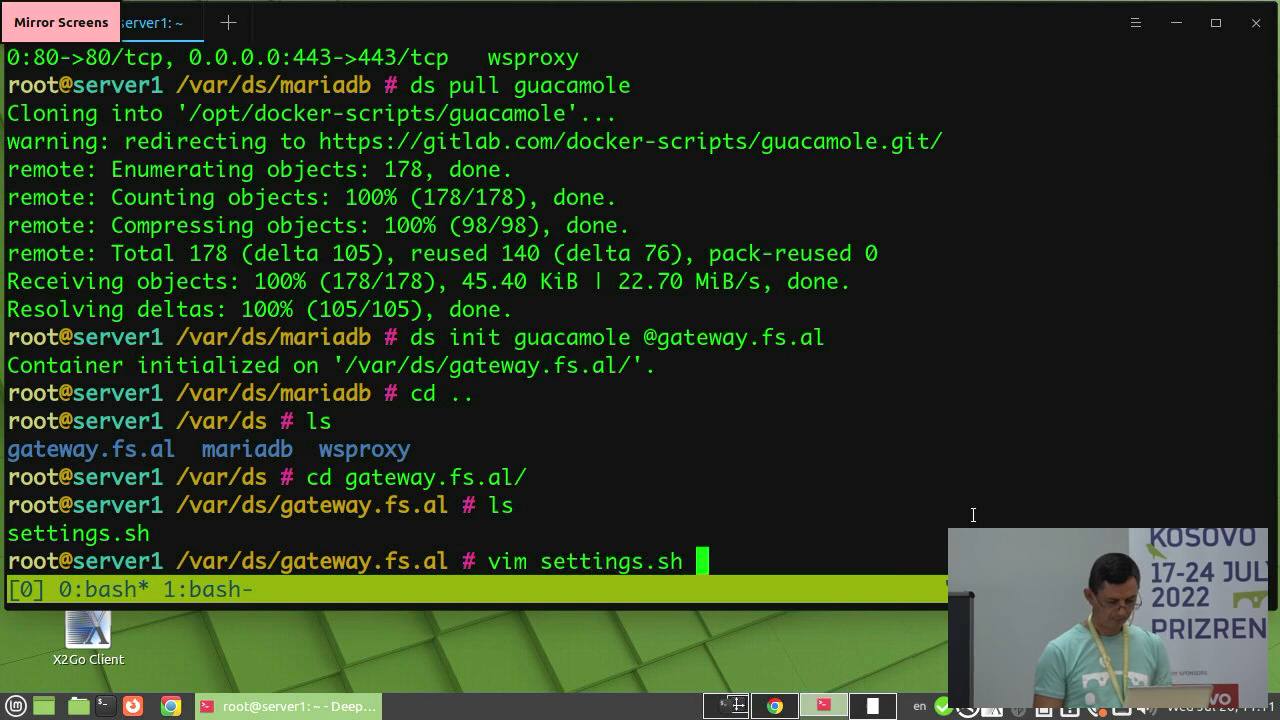 Mirror Screens
server1: ~
0:80->80/tcp, 0.0.0.0:443->443/tcp   wsproxy
root@server1 /var/ds/mariadb # ds pull guacamole
Cloning into '/opt/docker-scripts/guacamole'...
warning: redirecting to https://gitlab.com/docker-scripts/guacamole.git/
remote: Enumerating objects: 178, done.
remote: Counting objects: 100% (178/178), done.
remote: Compressing objects: 100% (98/98), done.
remote: Total 178 (delta 105), reused 140 (delta 76), pack-reused 0
Receiving objects: 100% (178/178), 45.40 KiB | 22.70 MiB/s, done.
Resolving deltas: 100% (105/105), done.
root@server1 /var/ds/mariadb # ds init guacamole @gateway.fs.al
Container initialized on '/var/ds/gateway.fs.al/'.
root@server1 /var/ds/mariadb # cd ..
root@server1 /var/ds # ls
gateway.fs.al  mariadb  wsproxy
root@server1 /var/ds # cd gateway.fs.al/
root@server1 /var/ds/gateway.fs.al # ls
settings.sh
root@server1 /var/ds/gateway.fs.al # vim settings.sh
[0] 0:bash* 1:bash-
KOSOVO
17-24 JULY
2022
PRIZREN
X2Go Client
root@server1: ~ - Deep...
en